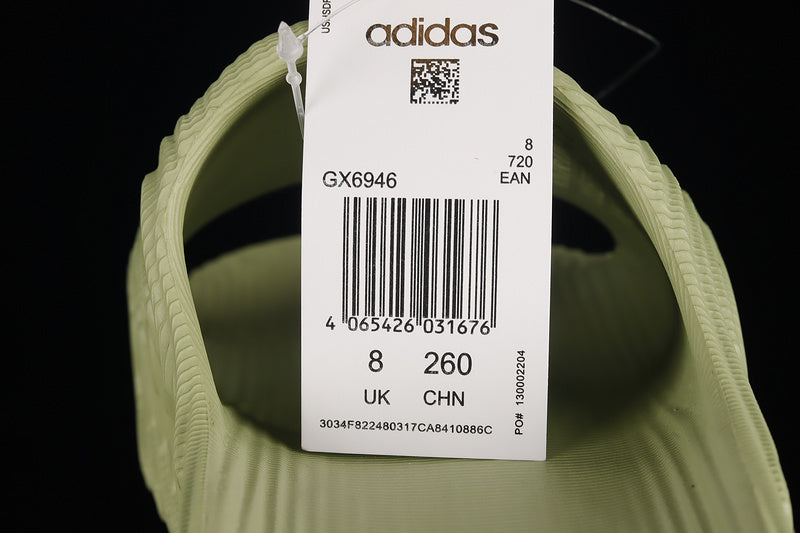 adidas
8
720
EAN
GX6946
4 065426 031676
8 260
UK CHN
PO# 130002204
3034F822480317CA8410886C